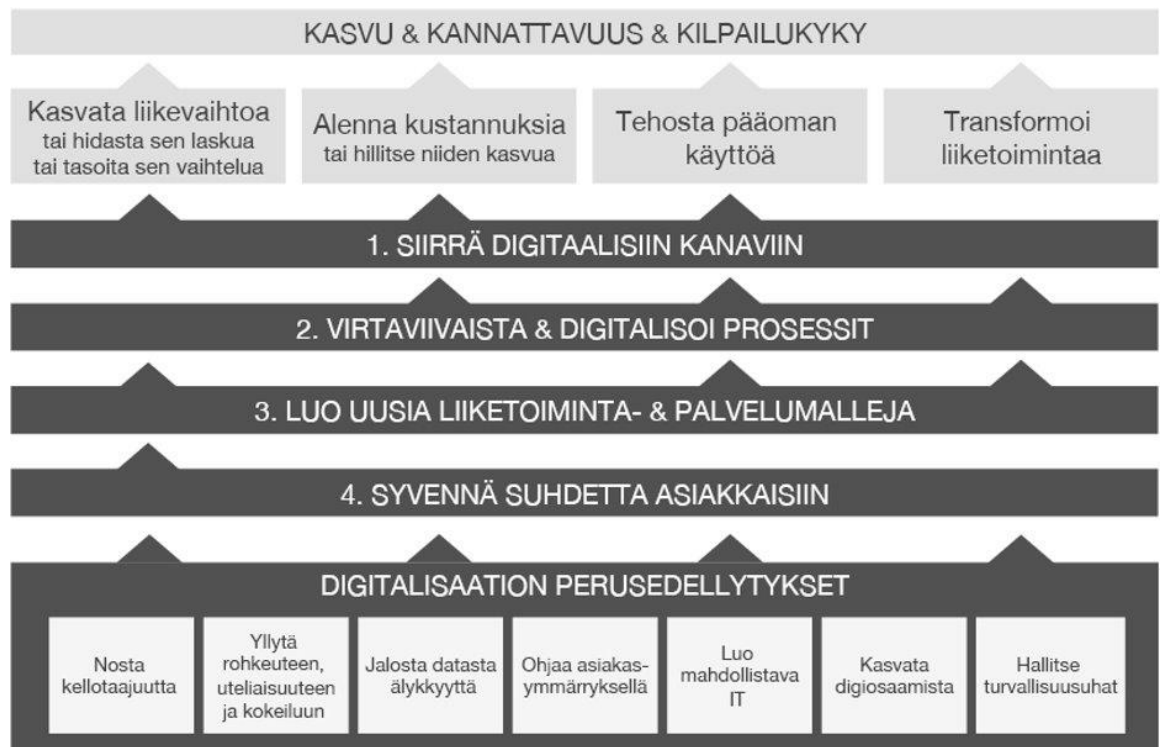 KASVU & KANNATTAVUUS & KILPAILUKYKY
Kasvata liikevaihtoa
tai hidasta sen laskua
tai tasoita sen vaihtelua
Alenna kustannuksia
tai hillitse niiden kasvua
Tehosta pääoman
käyttöä
Transformoi
liiketoimintaa
1. SIIRRÄ DIGITAALISIIN KANAVIIN
2. VIRTAVIIVAISTA & DIGITALISOI PROSESSIT
3. LUO UUSIA LIIKETOIMINTA- & PALVELUMALLEJA
4. SYVENNÄ SUHDETTA ASIAKKAISIIN
DIGITALISAATION PERUSEDELLYTYKSET
Nosta
kellotaajuutta
Yllytä
rohkeuteen,
uteliaisuuteen
ja kokeiluun
Jalosta datasta
älykkyyttä
Ohjaa asiakas-
ymmärryksellä
Luo
mahdollistava
IT
Kasvata
digiosaamista
Hallitse
turvallisuusuhat